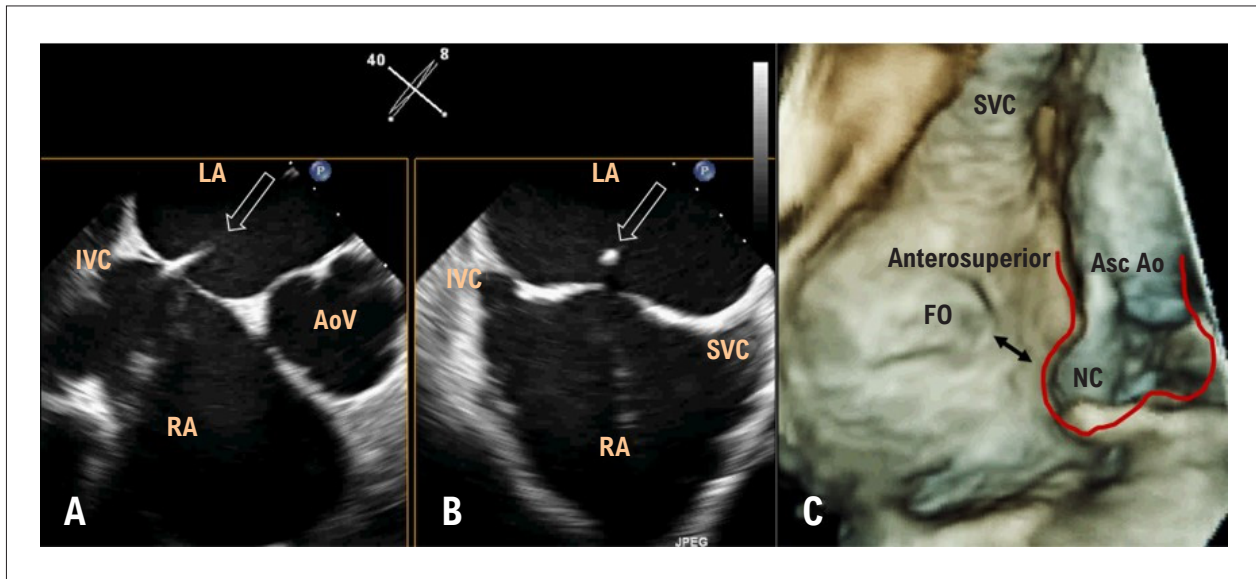 40
8
LA
P
IVC
AoV
RA
A
LA
P
IVC
SVC
RA
B
JPEG
SVC
Anterosuperior
Asc Ao
FO
NC
C